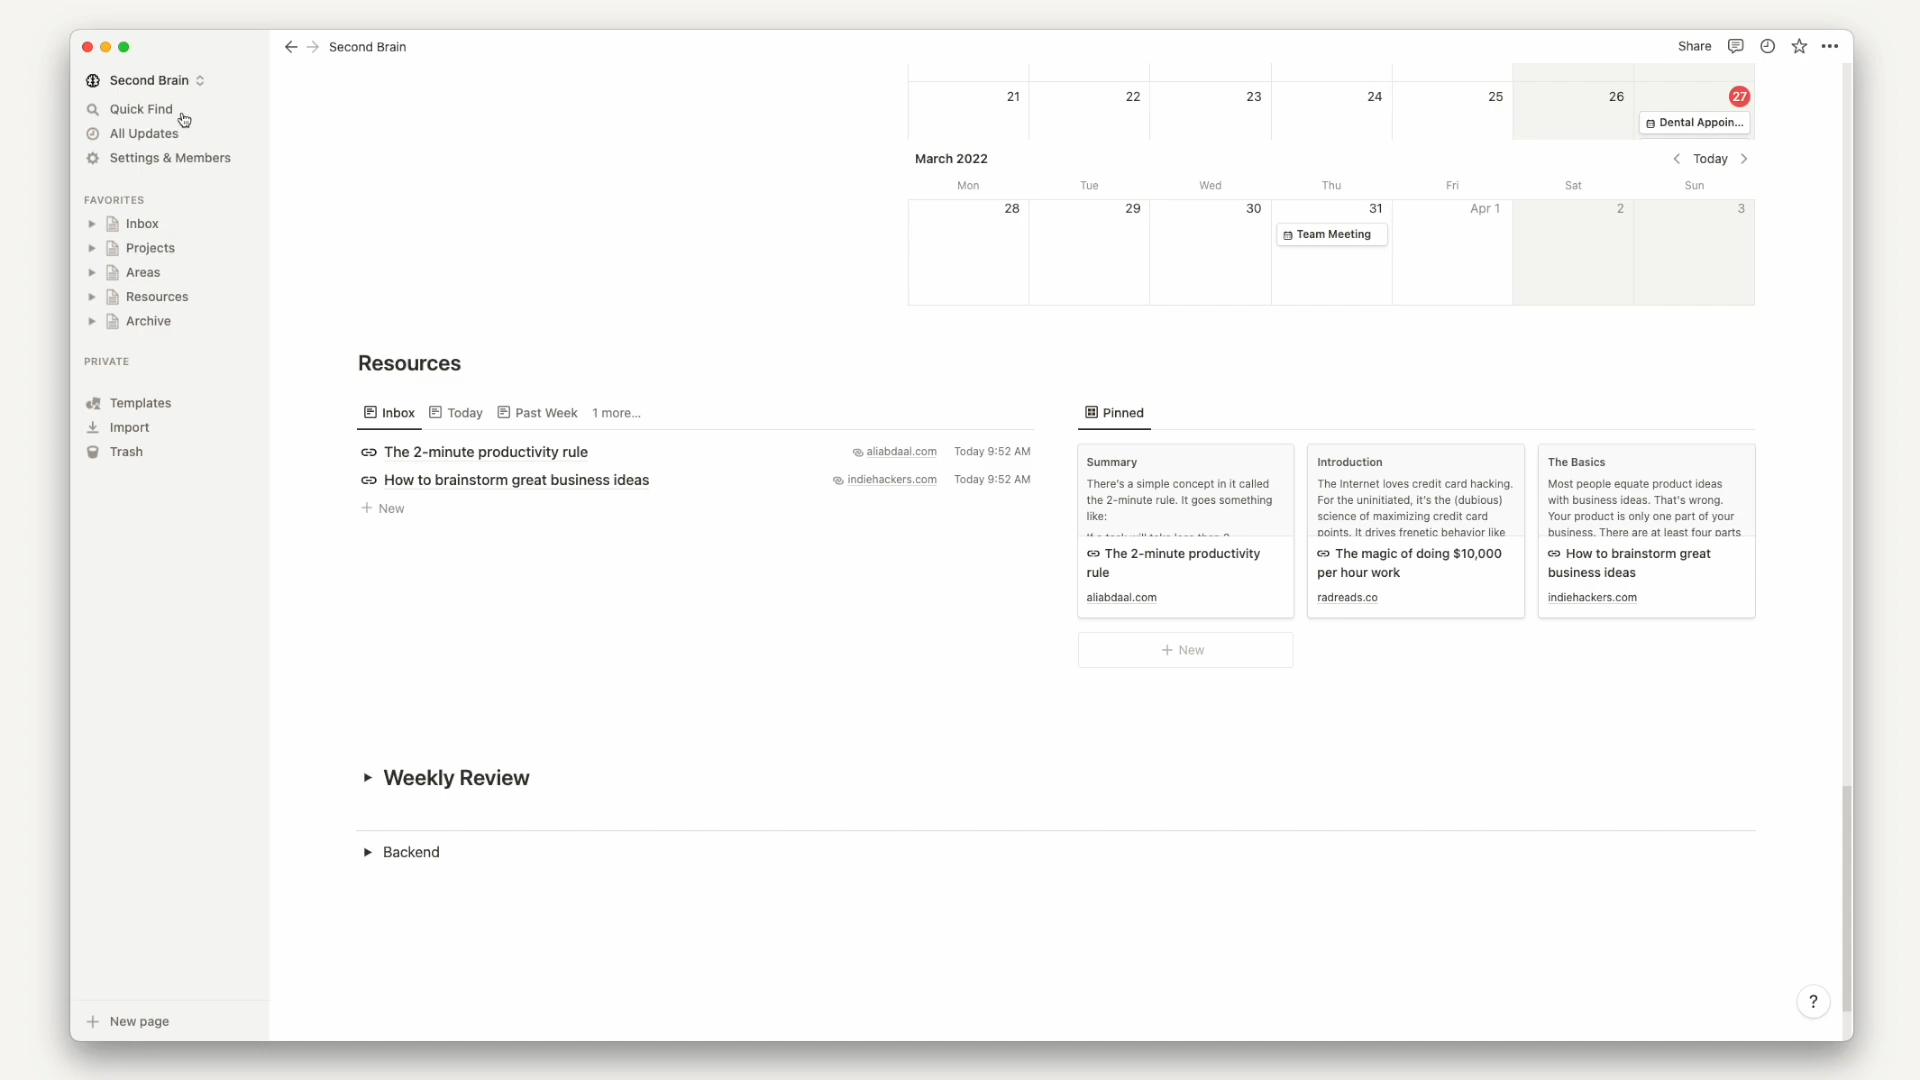 Second Brain
Share
Second Brain
Quick Find
All Updates
Settings & Members
FAVORITES
Inbox
Projects
Areas
Resources
Archive
PRIVATE
Templates
Import
Trash
New page
21 22 23 24 25 26 27
Dental Appoin...
March 2022
Today
Mon Tue Wed Thu Fri Sat Sun
28 29 30 31 Apr 1 2 3
Team Meeting
Resources
Inbox Today Past Week 1 more...
The 2-minute productivity rule aliabdaal.com Today 9:52 AM
How to brainstorm great business ideas indiehackers.com Today 9:52 AM
New
Pinned
Summary
There's a simple concept in it called
the 2-minute rule. It goes something
like:
The 2-minute productivity
rule
aliabdaal.com
Introduction
The Internet loves credit card hacking.
For the uninitiated, it's the (dubious)
science of maximizing credit card
points. It drives frenetic behavior like
The magic of doing $10,000
per hour work
radreads.co
The Basics
Most people equate product ideas
with business ideas. That's wrong.
Your product is only one part of your
business. There are at least four parts
How to brainstorm great
business ideas
indiehackers.com
New
Weekly Review
Backend
?